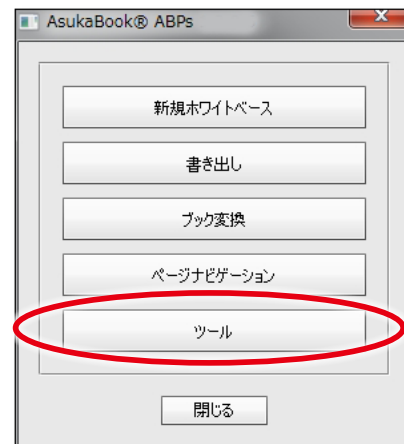 AsukaBook® ABPs
新規ホワイトベース
書き出し
ブック変換
ページナビゲーション
ツール
閉じる